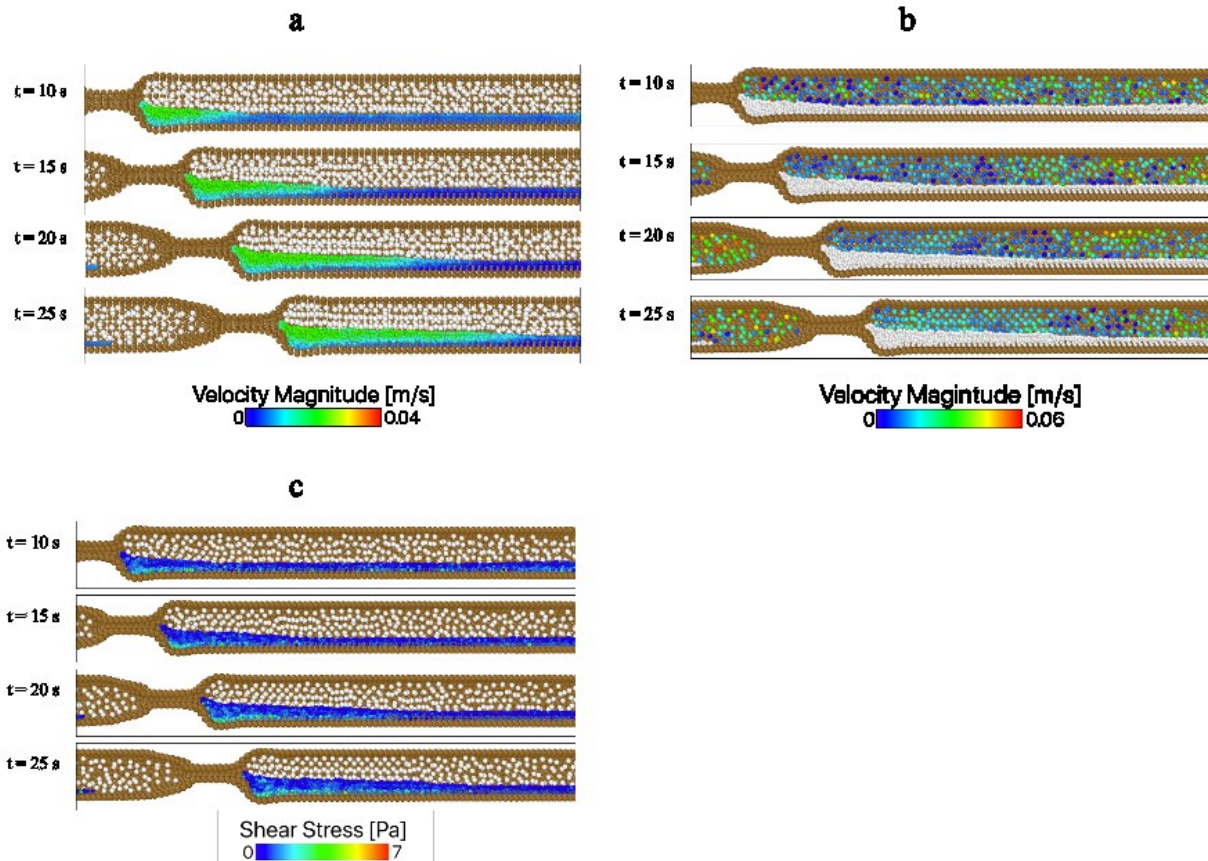 a
t = 10 s
t = 15 s
t = 20 s
t = 25 s
Velocity Magnitude [m/s]
0 0.04
b
t = 10 s
t = 15 s
t = 20 s
t = 25 s
Velocity Magintude [m/s]
0 0.06
c
t = 10 s
t = 15 s
t = 20 s
t = 25 s
Shear Stress [Pa]
0 7